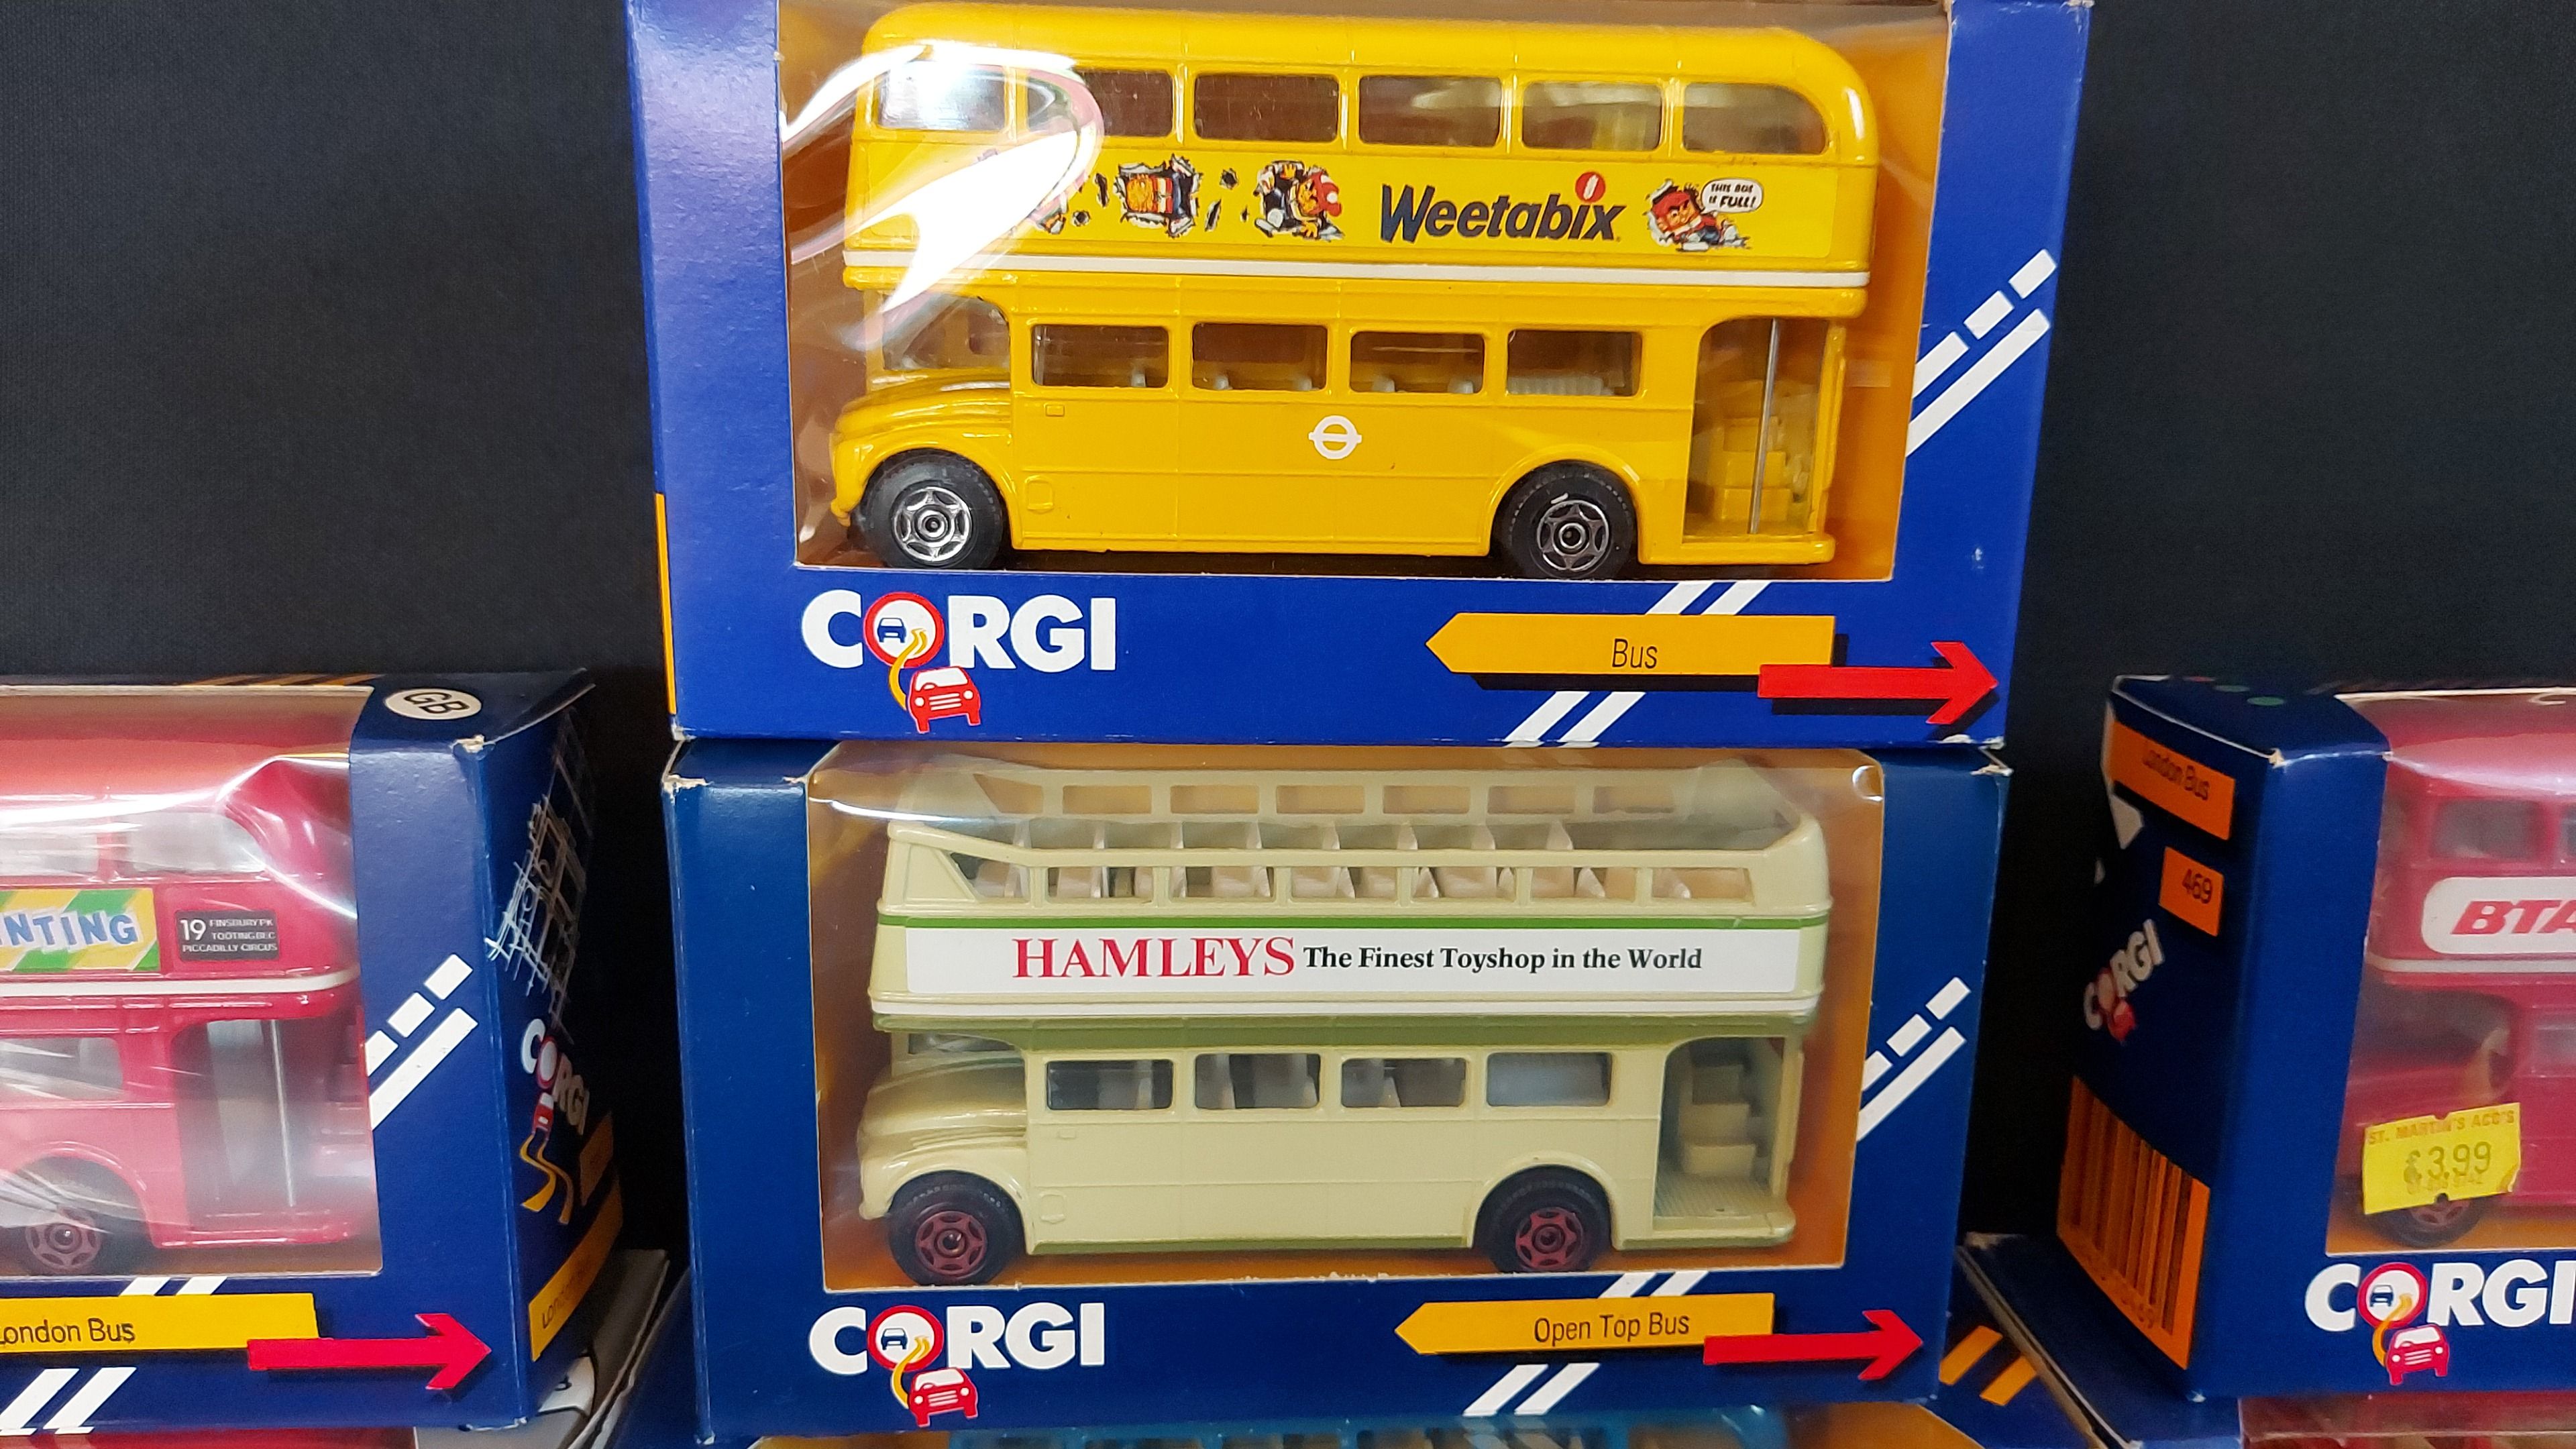 Weetabix
THIS BUS
IS FULL!
CORGI
Bus
GB
NTING
19 FINSBURY PK
TOOTING BEC
PICCADILLY CIRCUS
CORGI
London Bus
HAMLEYS The Finest Toyshop in the World
CORGI
Open Top Bus
London Bus
469
CORGI
BTA
ST. MARTIN'S ACC'S
£3.99
CORGI